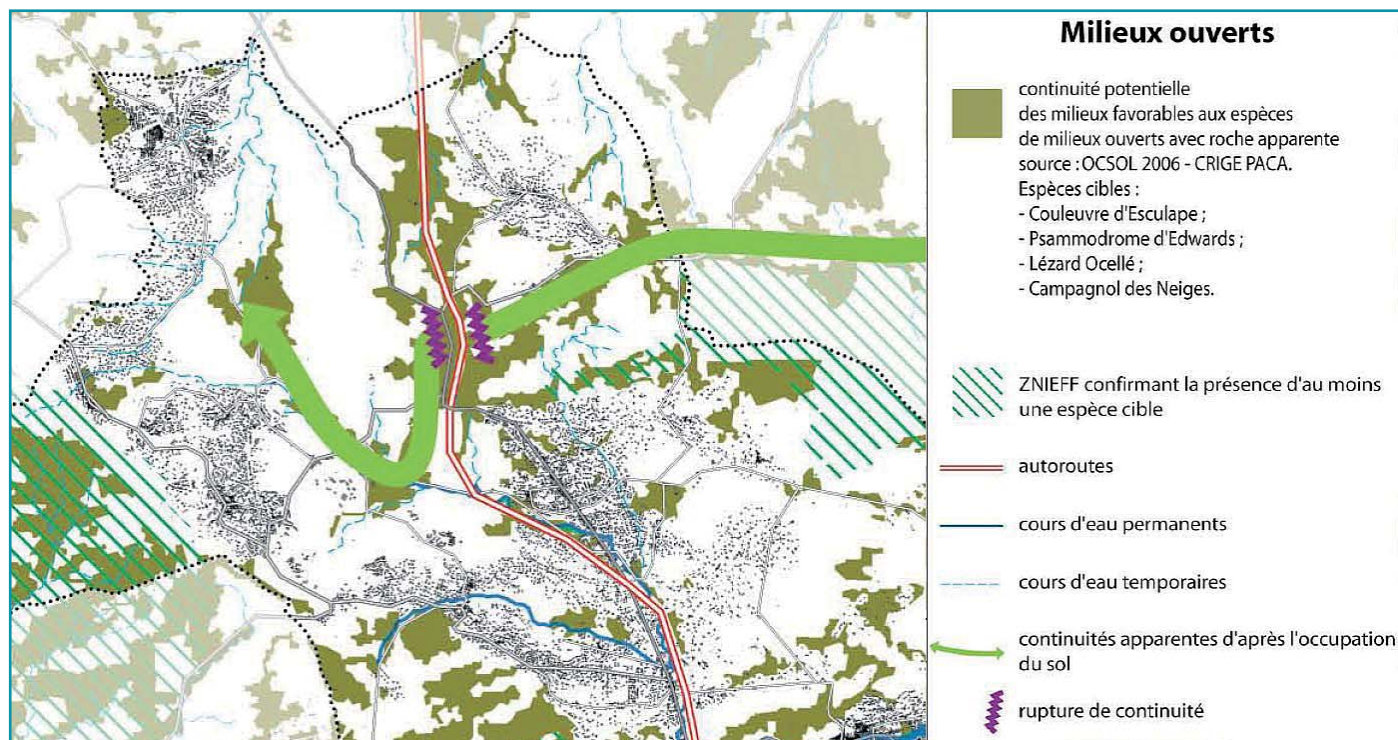 Milieux ouverts
continuité potentielle
des milieux favorables aux espèces
de milieux ouverts avec roche apparente
source : OCSOL 2006 - CRIGE PACA.
Espèces cibles :
- Couleuvre d'Esculape ;
- Psammodrome d'Edwards ;
- Lézard Ocellé ;
- Campagnol des Neiges.
ZNIEFF confirmant la présence d'au moins
une espèce cible
autoroutes
cours d'eau permanents
cours d'eau temporaires
continuités apparentes d'après l'occupation
du sol
rupture de continuité